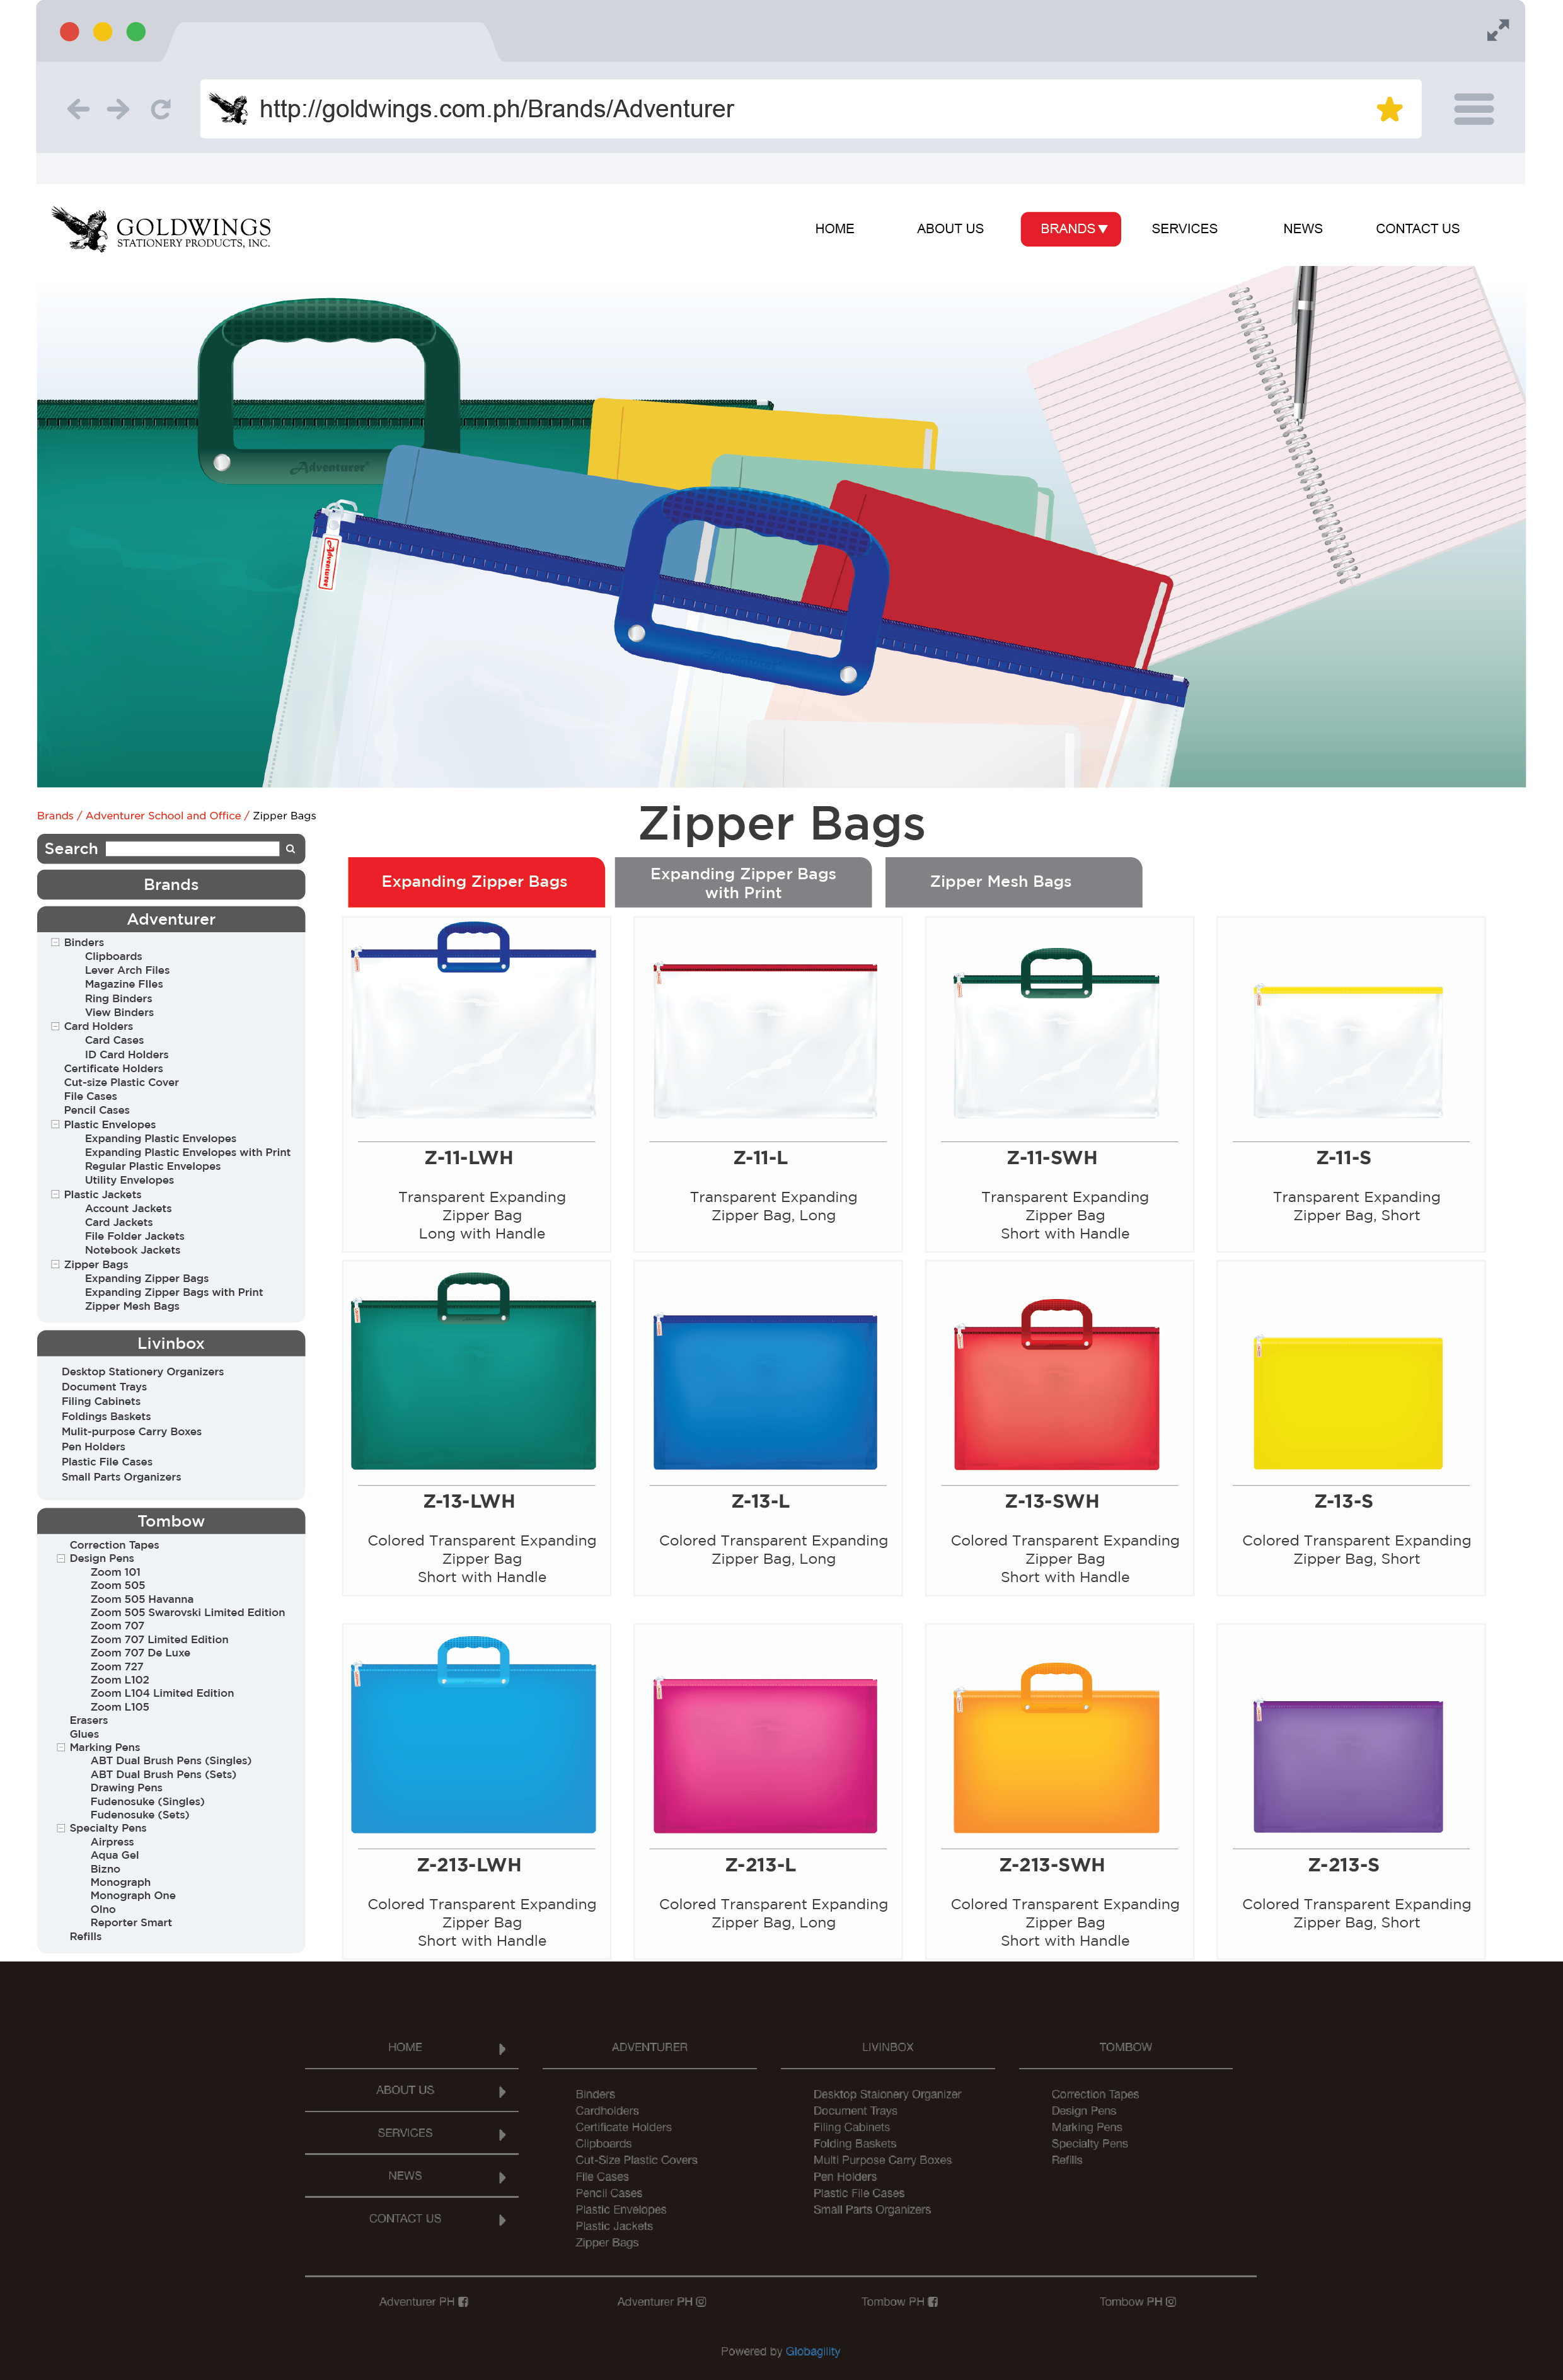 http://goldwings.com.ph/Brands/Adventurer
GOLDWINGS
STATIONERY PRODUCTS, INC.
HOME
ABOUT US
BRANDS
SERVICES
NEWS
CONTACT US
Adventurer
Adventurer
Brands / Adventurer School and Office / Zipper Bags
Zipper Bags
Search
Brands
Adventurer
Binders
Clipboards
Lever Arch Files
Magazine FIles
Ring Binders
View Binders
Card Holders
Card Cases
ID Card Holders
Certificate Holders
Cut-size Plastic Cover
File Cases
Pencil Cases
Plastic Envelopes
Expanding Plastic Envelopes
Expanding Plastic Envelopes with Print
Regular Plastic Envelopes
Utility Envelopes
Plastic Jackets
Account Jackets
Card Jackets
File Folder Jackets
Notebook Jackets
Zipper Bags
Expanding Zipper Bags
Expanding Zipper Bags with Print
Zipper Mesh Bags
Livinbox
Desktop Stationery Organizers
Document Trays
Filing Cabinets
Foldings Baskets
Mulit-purpose Carry Boxes
Pen Holders
Plastic File Cases
Small Parts Organizers
Tombow
Correction Tapes
Design Pens
Zoom 101
Zoom 505
Zoom 505 Havanna
Zoom 505 Swarovski Limited Edition
Zoom 707
Zoom 707 Limited Edition
Zoom 707 De Luxe
Zoom 727
Zoom L102
Zoom L104 Limited Edition
Zoom L105
Erasers
Glues
Marking Pens
ABT Dual Brush Pens (Singles)
ABT Dual Brush Pens (Sets)
Drawing Pens
Fudenosuke (Singles)
Fudenosuke (Sets)
Specialty Pens
Airpress
Aqua Gel
Bizno
Monograph
Monograph One
Olno
Reporter Smart
Refills
Expanding Zipper Bags
Expanding Zipper Bags
with Print
Zipper Mesh Bags
Z-11-LWH
Transparent Expanding
Zipper Bag
Long with Handle
Z-11-L
Transparent Expanding
Zipper Bag, Long
Z-11-SWH
Transparent Expanding
Zipper Bag
Short with Handle
Z-11-S
Transparent Expanding
Zipper Bag, Short
Z-13-LWH
Colored Transparent Expanding
Zipper Bag
Short with Handle
Z-13-L
Colored Transparent Expanding
Zipper Bag, Long
Z-13-SWH
Colored Transparent Expanding
Zipper Bag
Short with Handle
Z-13-S
Colored Transparent Expanding
Zipper Bag, Short
Z-213-LWH
Colored Transparent Expanding
Zipper Bag
Short with Handle
Z-213-L
Colored Transparent Expanding
Zipper Bag, Long
Z-213-SWH
Colored Transparent Expanding
Zipper Bag
Short with Handle
Z-213-S
Colored Transparent Expanding
Zipper Bag, Short
HOME
ABOUT US
SERVICES
NEWS
CONTACT US
ADVENTURER
Binders
Cardholders
Certificate Holders
Clipboards
Cut-Size Plastic Covers
File Cases
Pencil Cases
Plastic Envelopes
Plastic Jackets
Zipper Bags
LIVINBOX
Desktop Staionery Organizer
Document Trays
Filing Cabinets
Folding Baskets
Multi Purpose Carry Boxes
Pen Holders
Plastic File Cases
Small Parts Organizers
TOMBOW
Correction Tapes
Design Pens
Marking Pens
Specialty Pens
Refills
Adventurer PH
Adventurer PH
Tombow PH
Tombow PH
Powered by Globagility